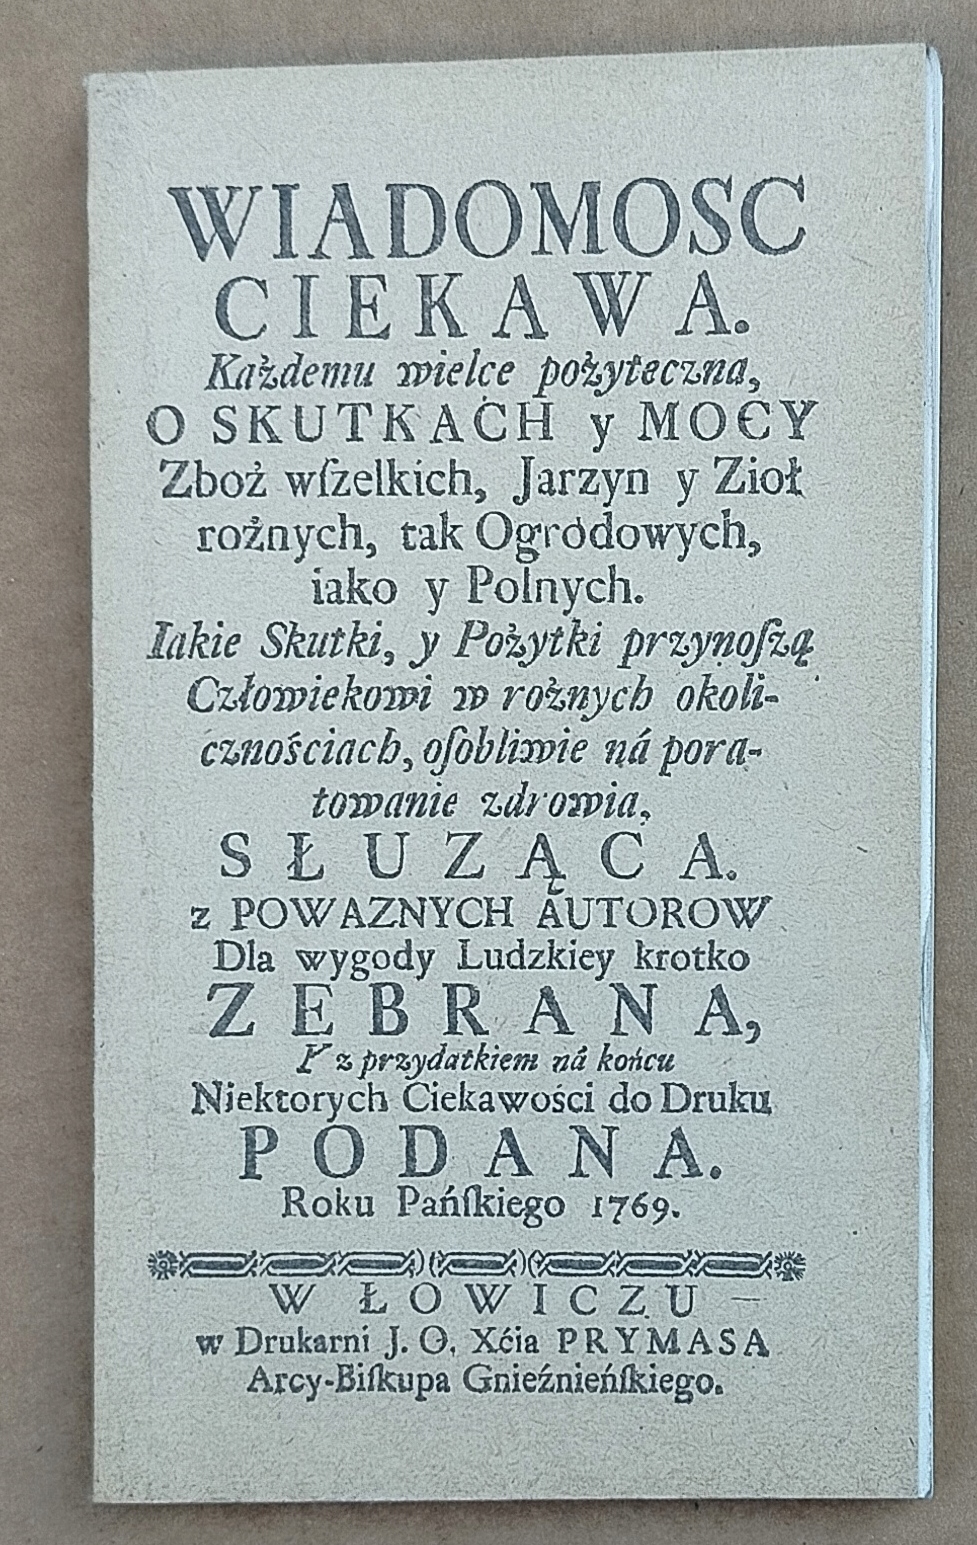 WIADOMOSC
CIEKAWA.
Każdemu wielce pożyteczna,
O SKUTKACH y MOCY
Zboż wſzelkich, Jarzyn y Zioł
rożnych, tak Ogrodowych,
iako y Polnych.
Iakie Skutki, y Pożytki przynoſzą
Człowiekowi w rożnych okoli-
cznościach, oſobliwie ná pora-
towanie zdrowia,
SŁUZĄCA.
z POWAZNYCH AUTOROW
Dla wygody Ludzkiey krotko
ZEBRANA,
Y z przydatkiem ná końcu
Niektorych Ciekawości do Druku
PODANA.
Roku Pańſkiego 1769.
W ŁOWICZU
w Drukarni J. O. Xćia PRYMASA
Arcy-Biſkupa Gnieźnieńſkiego.